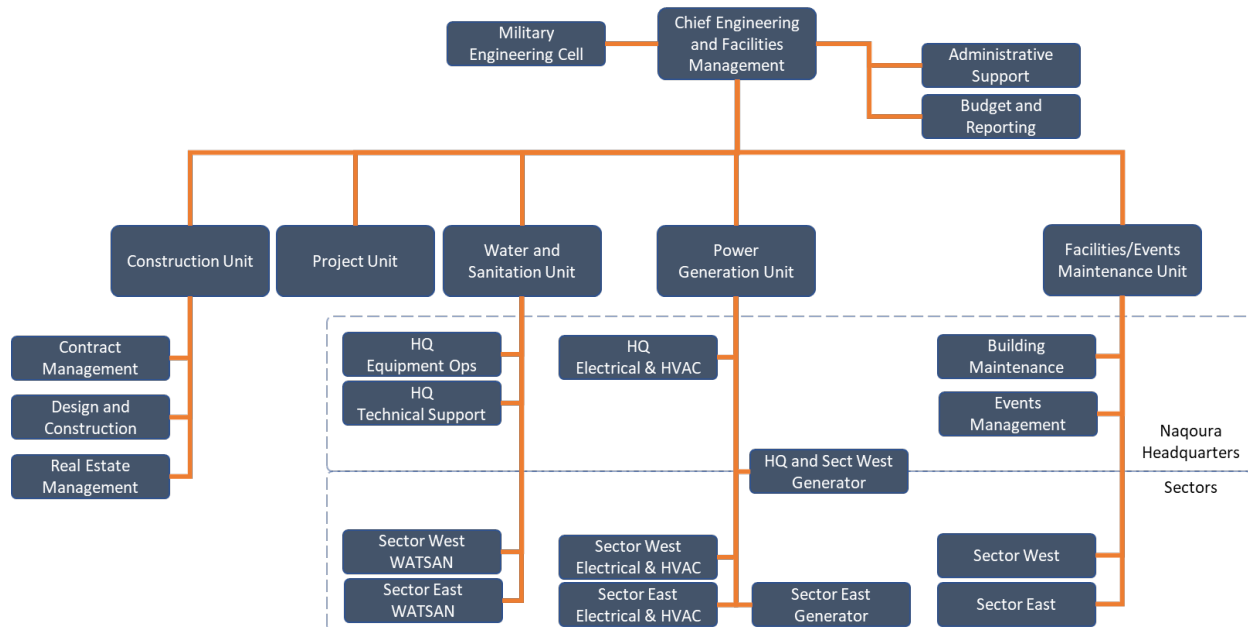 Military
Engineering Cell
Chief Engineering
and Facilities
Management
Administrative
Support
Budget and
Reporting
Construction Unit
Project Unit
Water and
Sanitation Unit
Power
Generation Unit
Facilities/Events
Maintenance Unit
Contract
Management
Design and
Construction
Real Estate
Management
HQ
Equipment Ops
HQ
Technical Support
HQ
Electrical & HVAC
Building
Maintenance
Events
Management
Naqoura
Headquarters
HQ and Sect West
Generator
Sectors
Sector West
WATSAN
Sector East
WATSAN
Sector West
Electrical & HVAC
Sector East
Electrical & HVAC
Sector East
Generator
Sector West
Sector East